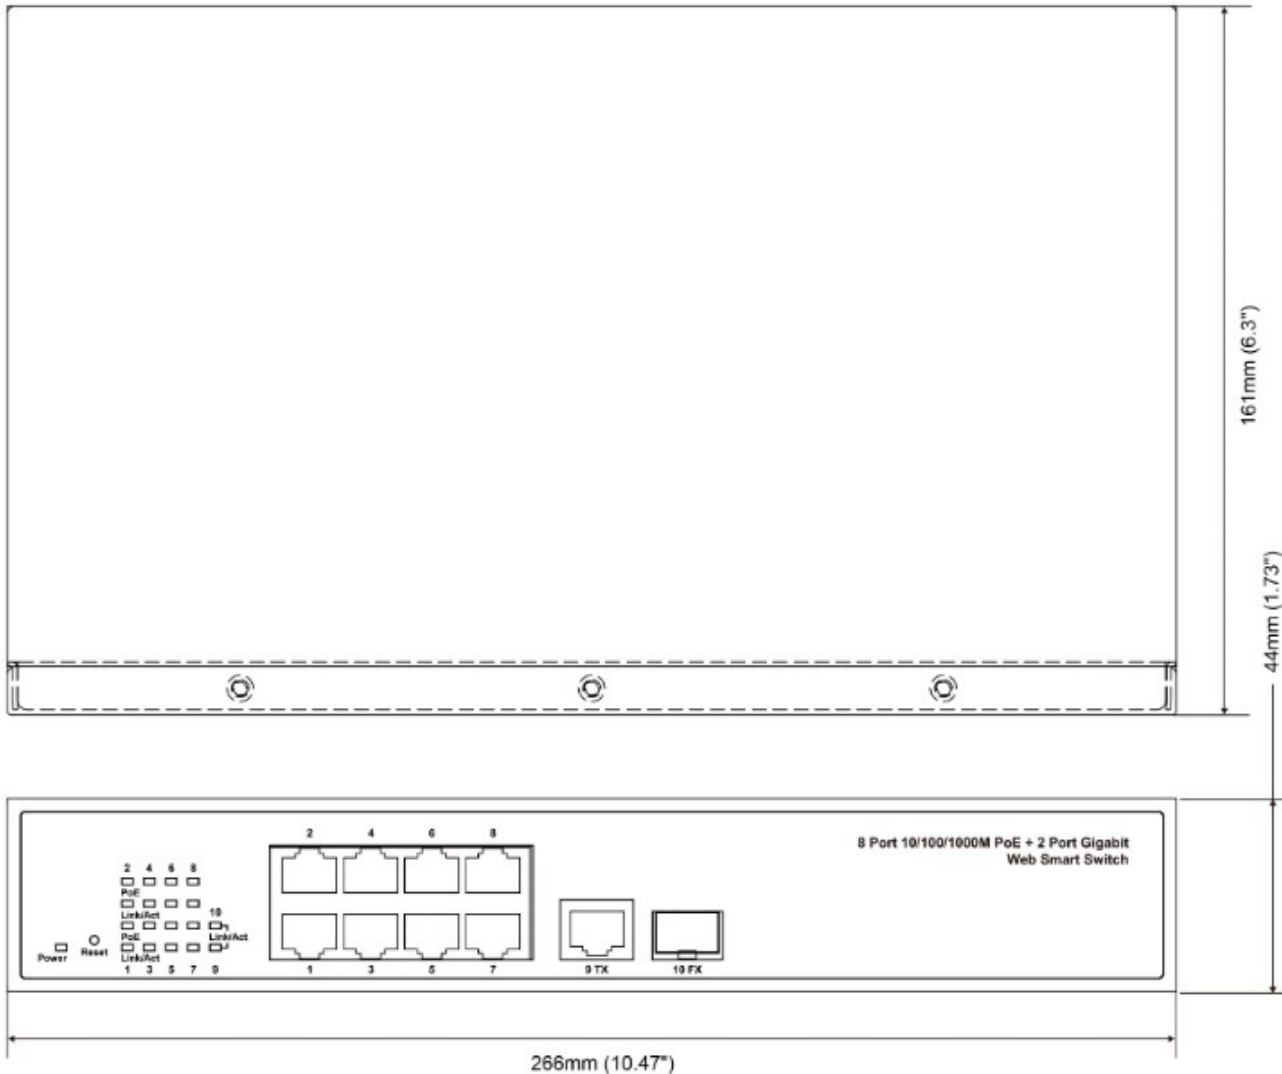 161mm (6.3")
44mm (1.73")
2 4 6 8
8 Port 10/100/1000M PoE + 2 Port Gigabit
Web Smart Switch
2 4 6 8
PoE
Link/Act
10
PoE
Link/Act
Link/Act
Power
Reset
1 3 5 7 9
1 3 5 7
9 TX
10 FX
266mm (10.47")